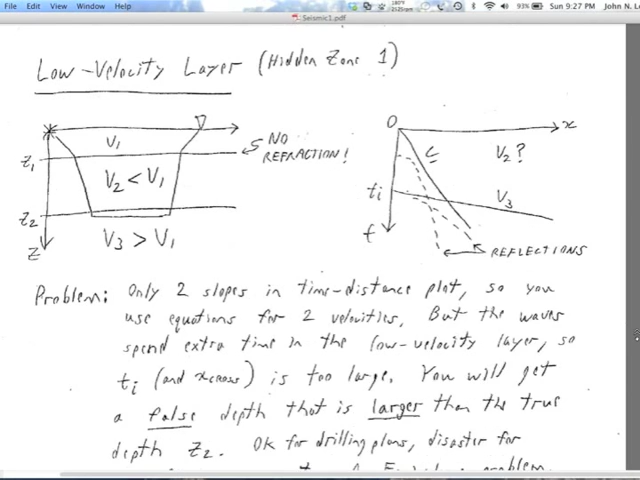 File Edit View Window Help 93% Sun 9:27 PM John N. Lo
Seismic1.pdf
Low-Velocity Layer (Hidden Zone 1)
V1
Z1
NO REFRACTION!
V2 < V1
Z2
V3 > V1
Z
O
x
V2?
ti
V3
t
REFLECTIONS
Problem: Only 2 slopes in time-distance plot, so you
use equations for 2 velocities. But the waves
spend extra time in the low-velocity layer, so
ti (and xcross) is too large. You will get
a false depth that is larger than the true
depth Z2. OK for drilling plans, disaster for